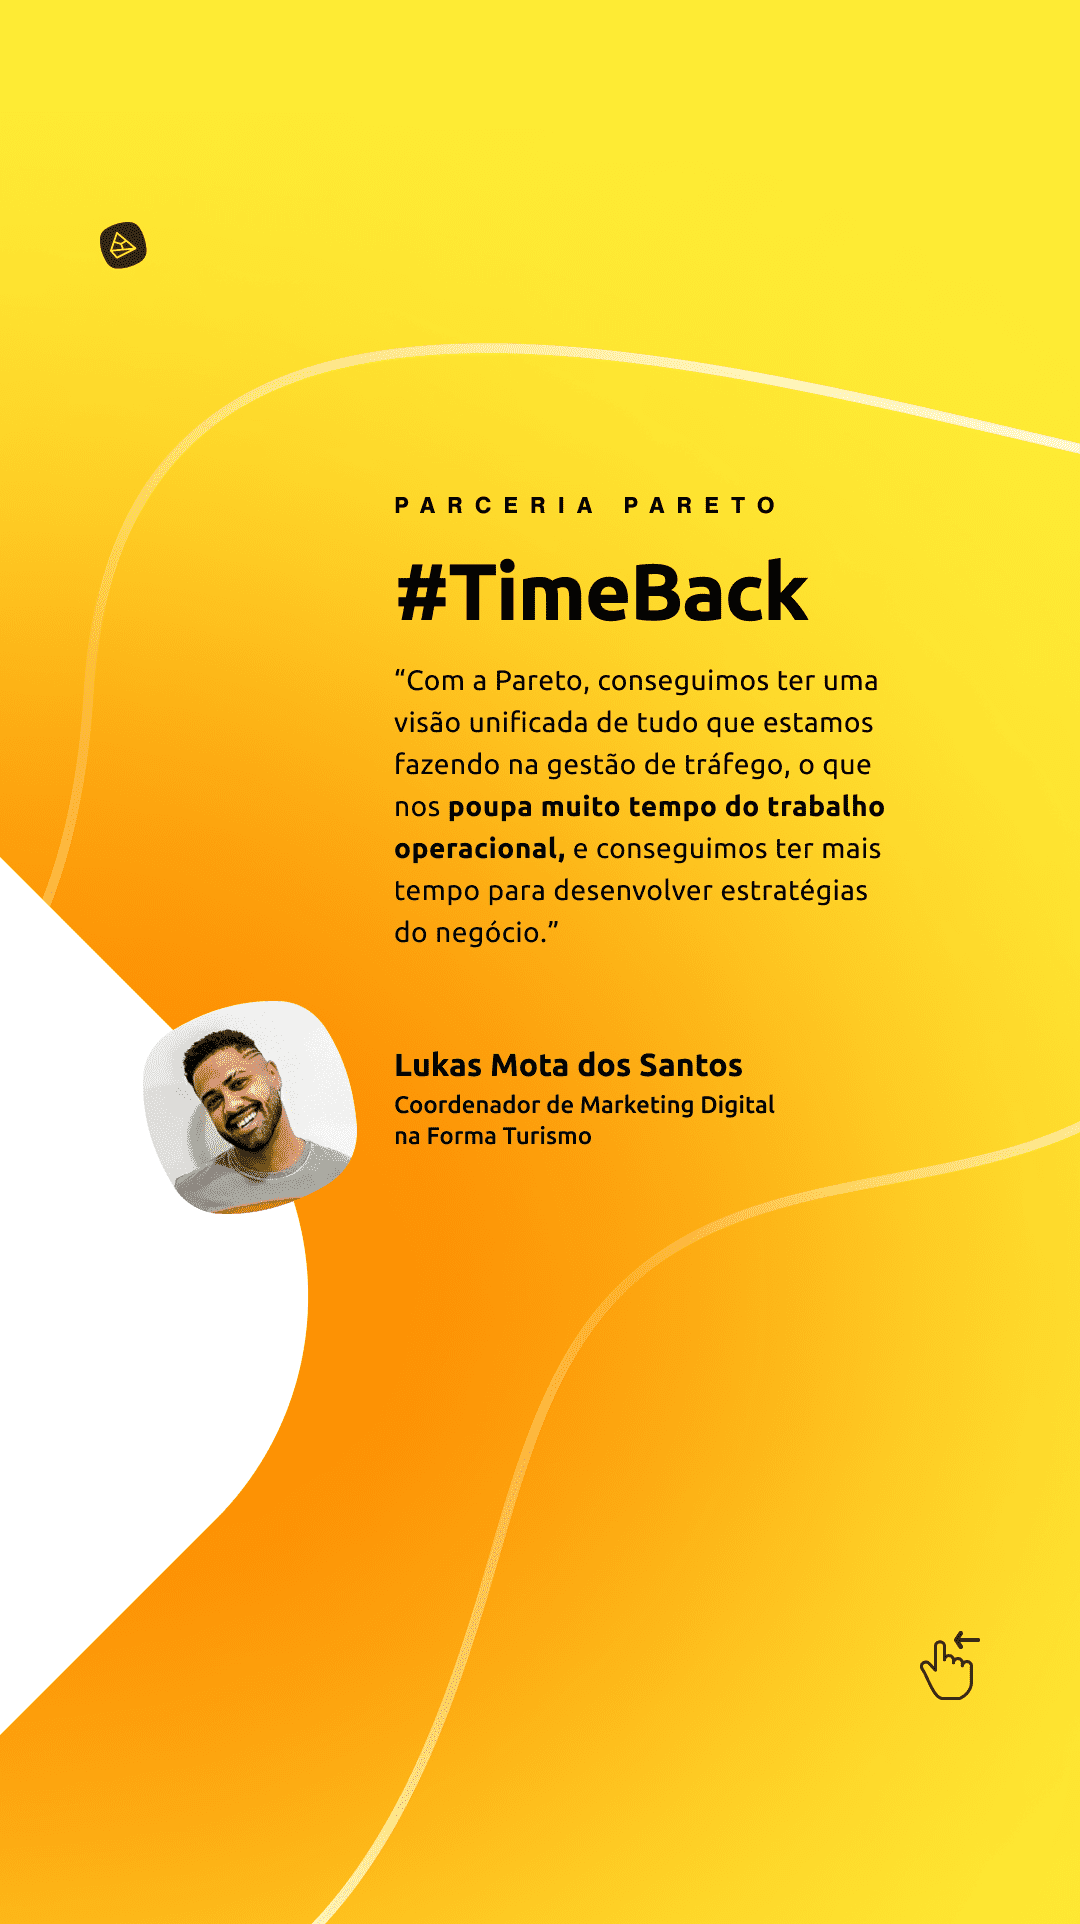 PARCERIA PARETO
#TimeBack
“Com a Pareto, conseguimos ter uma
visão unificada de tudo que estamos
fazendo na gestão de tráfego, o que
nos poupa muito tempo do trabalho
operacional, e conseguimos ter mais
tempo para desenvolver estratégias
do negócio.”
Lukas Mota dos Santos
Coordenador de Marketing Digital
na Forma Turismo